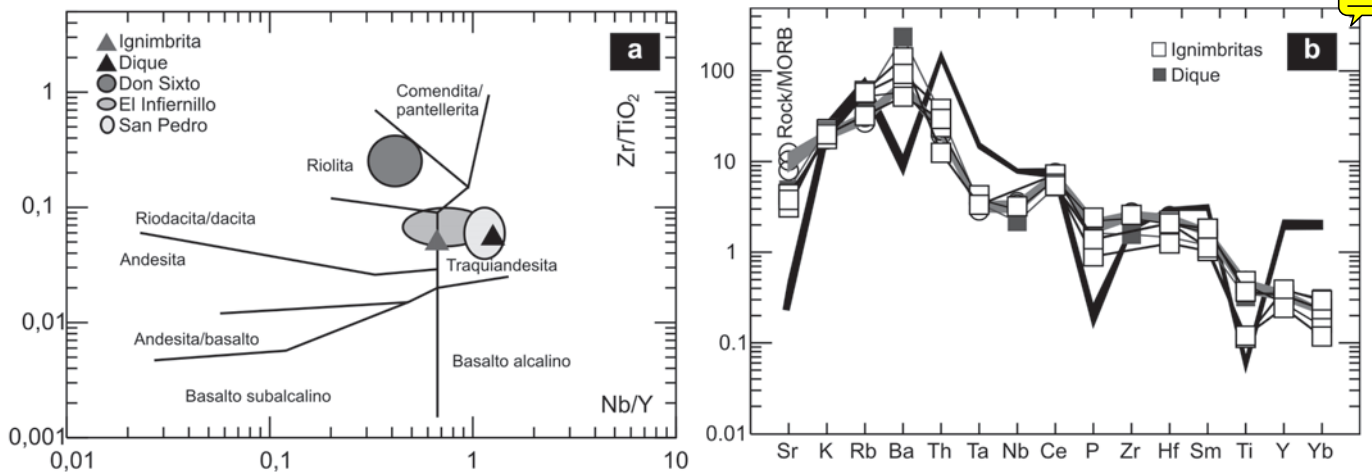 a
Ignimbrita
Dique
Don Sixto
El Infiernillo
San Pedro
Comendita/
pantellerita
Riolita
Riodacita/dacita
Andesita
Traquiandesita
Andesita/basalto
Basalto subalcalino
Basalto alcalino
Zr/TiO2
Nb/Y
1
0,1
0,01
0,001
0,01
0,1
1
10
b
Rock/MORB
Ignimbritas
Dique
100
10
1
0.1
0.01
Sr K Rb Ba Th Ta Nb Ce P Zr Hf Sm Ti Y Yb